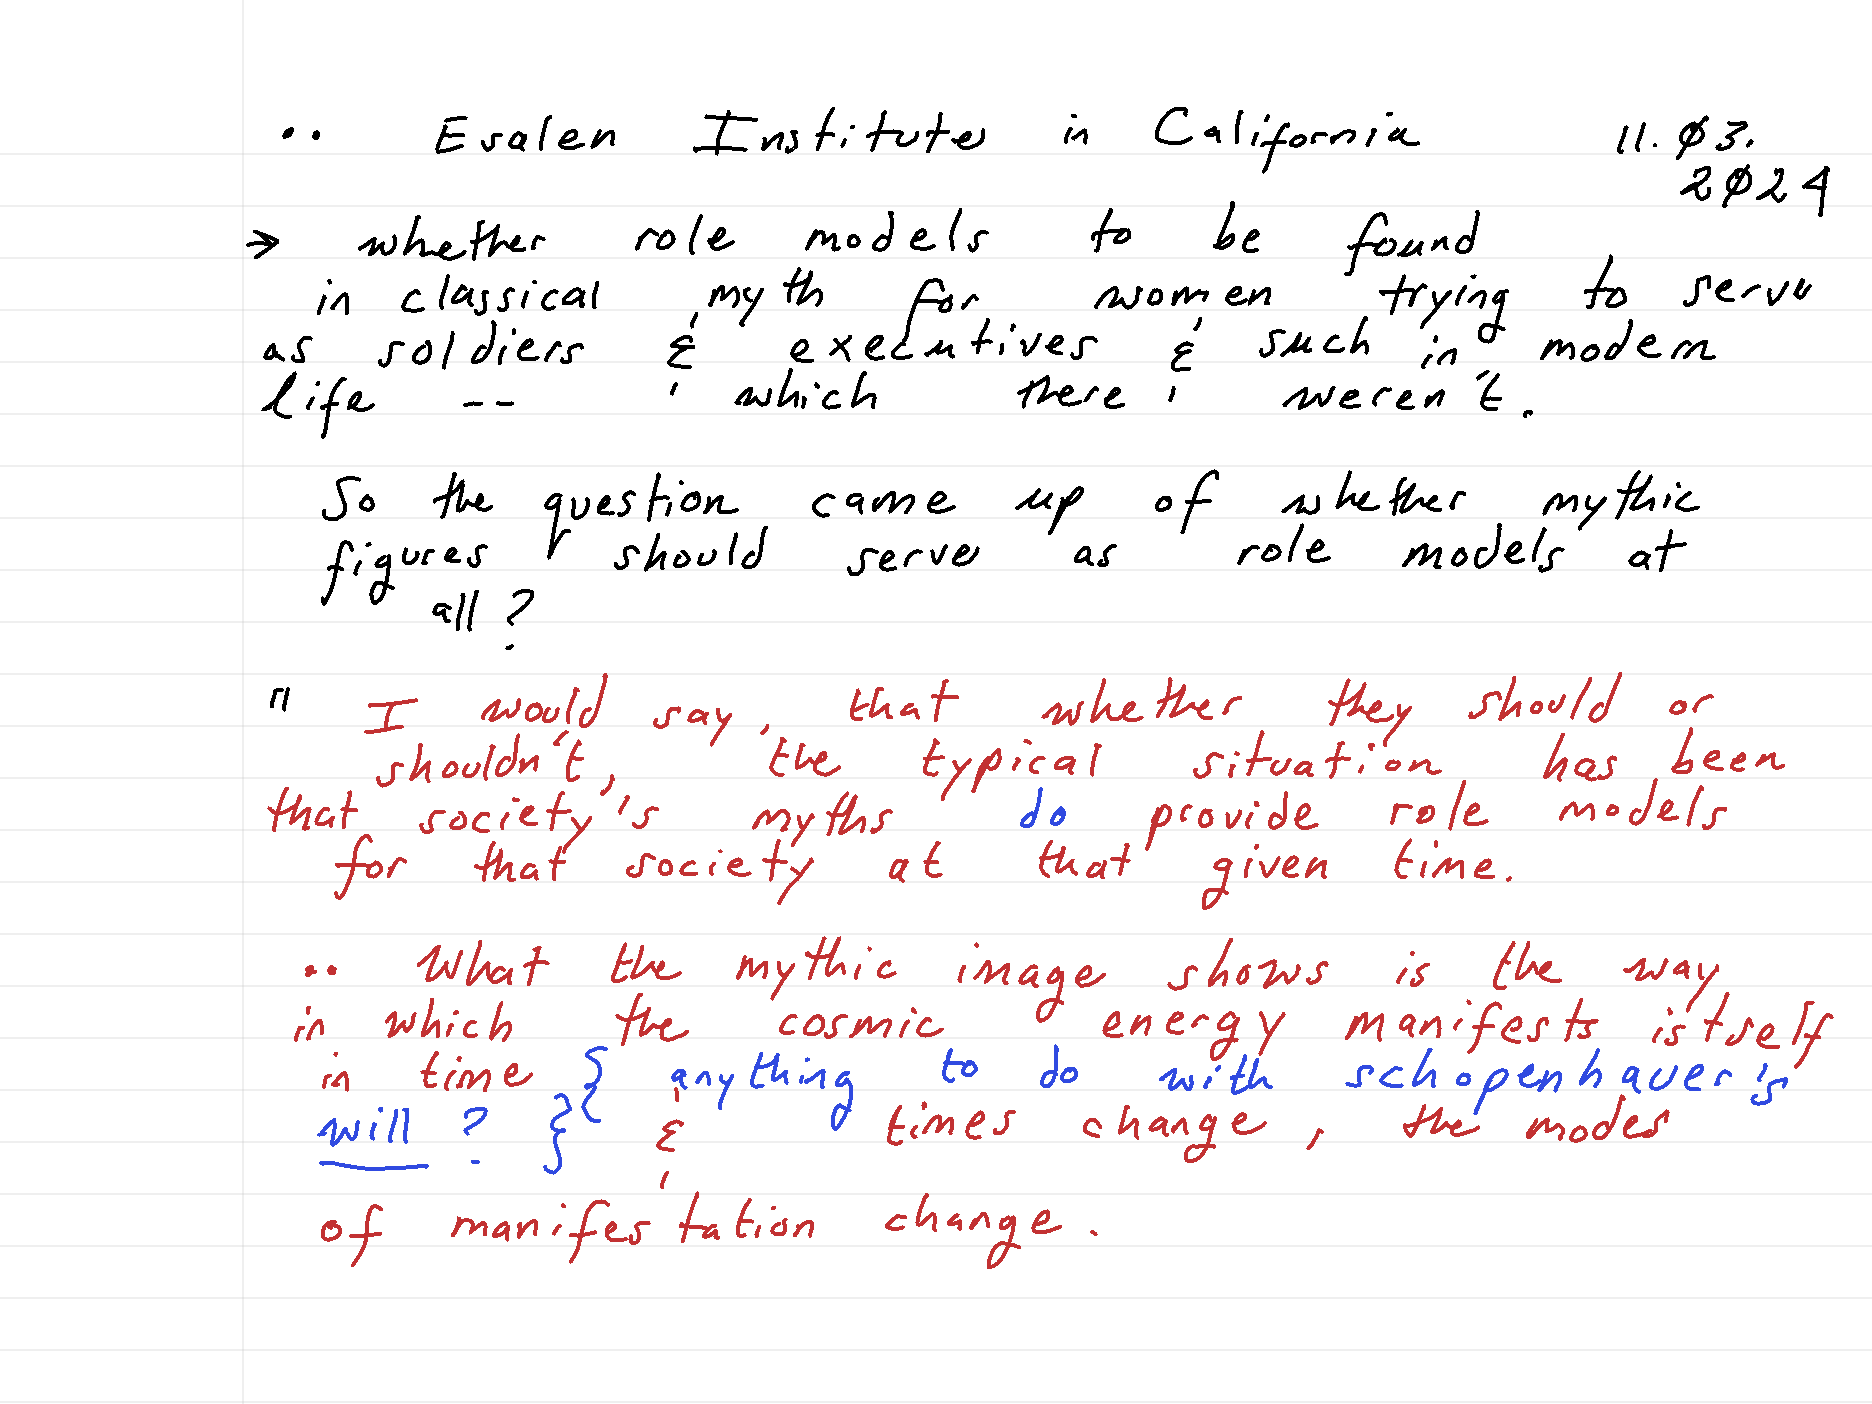 .. Esalen Institute in California 11.Ø3.
2Ø24
→ whether role models to be found
in classical myth for women trying to serve
as soldiers & executives & such in modern
life -- which there weren't.
So the question came up of whether mythic
figures should serve as role models at
all?
" I would say, that whether they should or
shouldn't, the typical situation has been
that society's myths do provide role models
for that society at that given time.
.. What the mythic image shows is the way
in which the cosmic energy manifests istself
in time { anything to do with schopenhauer's
will ? } & times change, the modes
of manifestation change.